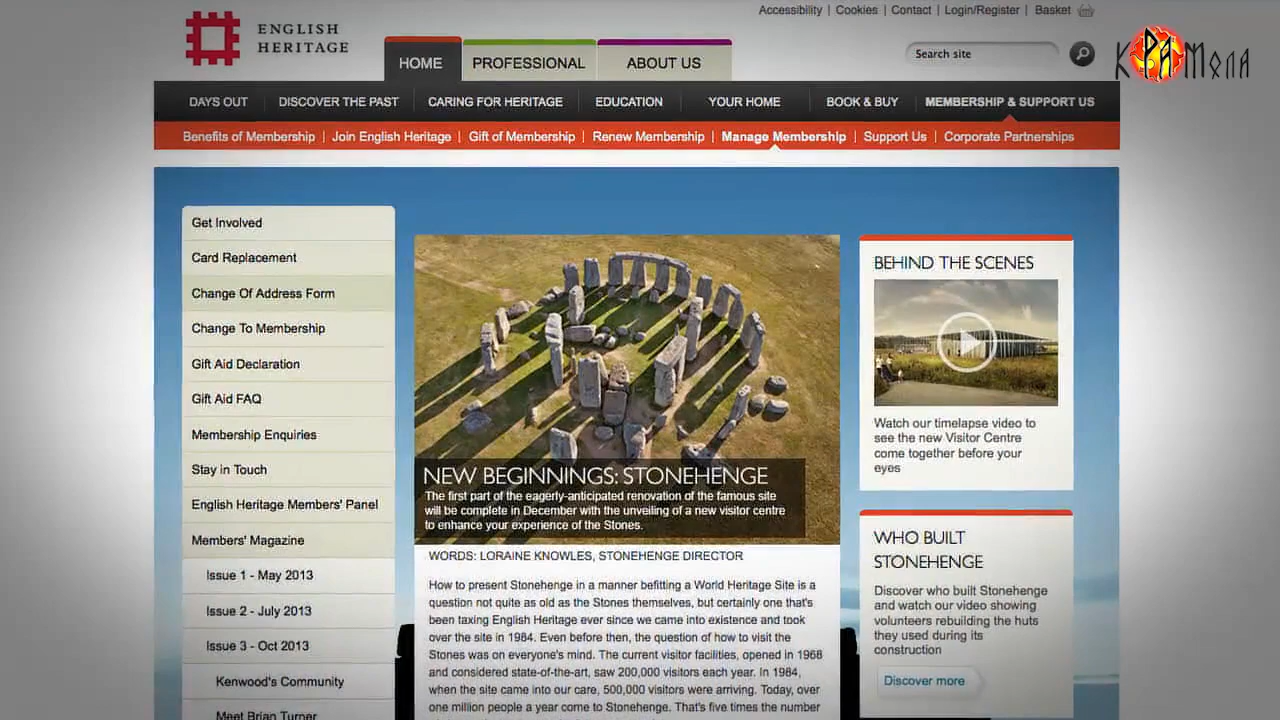 Accessibility | Cookies | Contact | Login/Register | Basket
ENGLISH
HERITAGE
HOME
PROFESSIONAL
ABOUT US
Search site
DAYS OUT
DISCOVER THE PAST
CARING FOR HERITAGE
EDUCATION
YOUR HOME
BOOK & BUY
MEMBERSHIP & SUPPORT US
Benefits of Membership | Join English Heritage | Gift of Membership | Renew Membership | Manage Membership | Support Us | Corporate Partnerships
Get Involved
Card Replacement
Change Of Address Form
Change To Membership
Gift Aid Declaration
Gift Aid FAQ
Membership Enquiries
Stay in Touch
English Heritage Members' Panel
Members' Magazine
Issue 1 - May 2013
Issue 2 - July 2013
Issue 3 - Oct 2013
Kenwood's Community
Meet Brian Turner
NEW BEGINNINGS: STONEHENGE
The first part of the eagerly-anticipated renovation of the famous site
will be complete in December with the unveiling of a new visitor centre
to enhance your experience of the Stones.
WORDS: LORAINE KNOWLES, STONEHENGE DIRECTOR
How to present Stonehenge in a manner befitting a World Heritage Site is a
question not quite as old as the Stones themselves, but certainly one that's
been taxing English Heritage ever since we came into existence and took
over the site in 1984. Even before then, the question of how to visit the
Stones was on everyone's mind. The current visitor facilities, opened in 1968
and considered state-of-the-art, saw 200,000 visitors each year. In 1984,
when the site came into our care, 500,000 visitors were arriving. Today, over
one million people a year come to Stonehenge. That's five times the number
BEHIND THE SCENES
Watch our timelapse video to
see the new Visitor Centre
come together before your
eyes
WHO BUILT
STONEHENGE
Discover who built Stonehenge
and watch our video showing
volunteers rebuilding the huts
they used during its
construction
Discover more